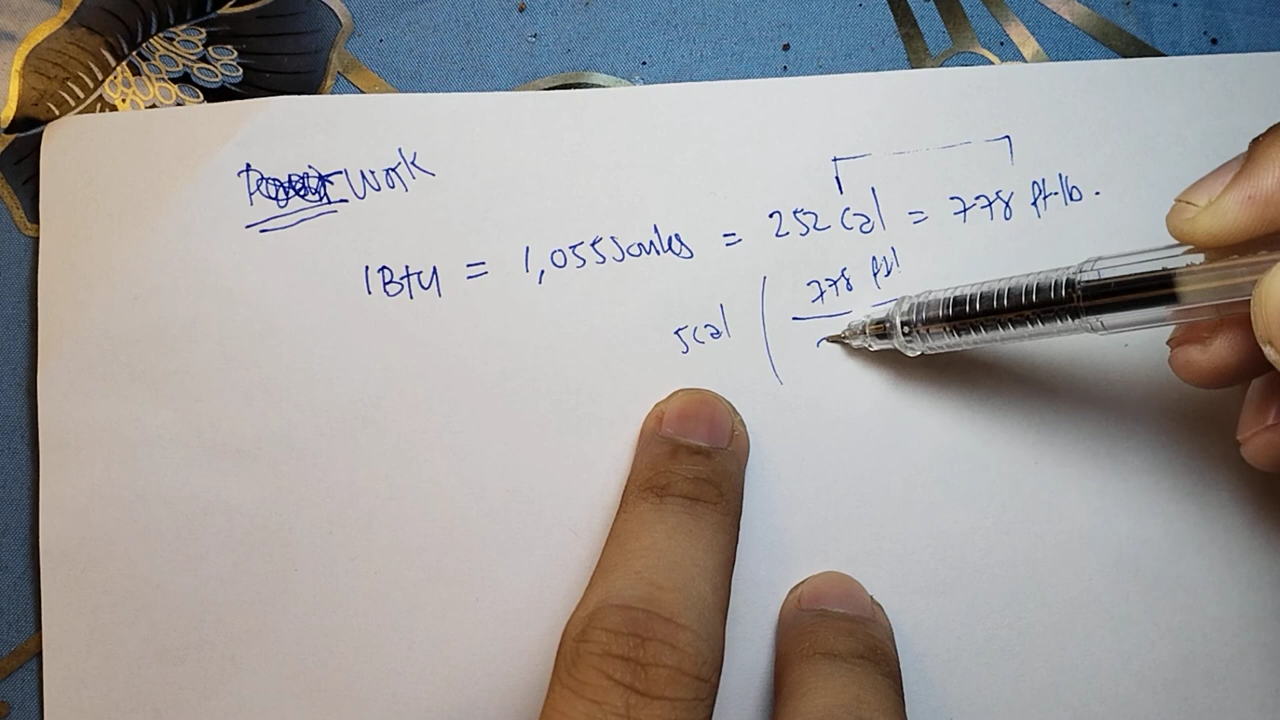 Work
1Btu = 1,055Joules = 252 Cal = 778 ft-lb.
5cal ( 778 ft